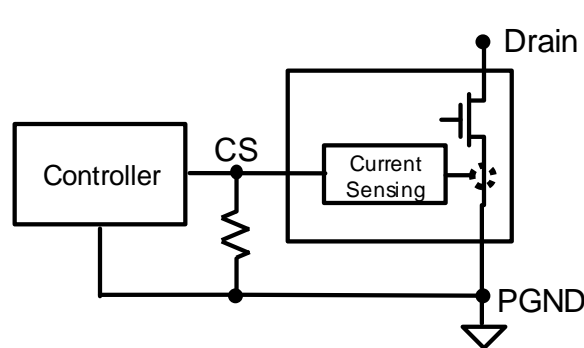 Drain
CS
Controller
Current
Sensing
PGND